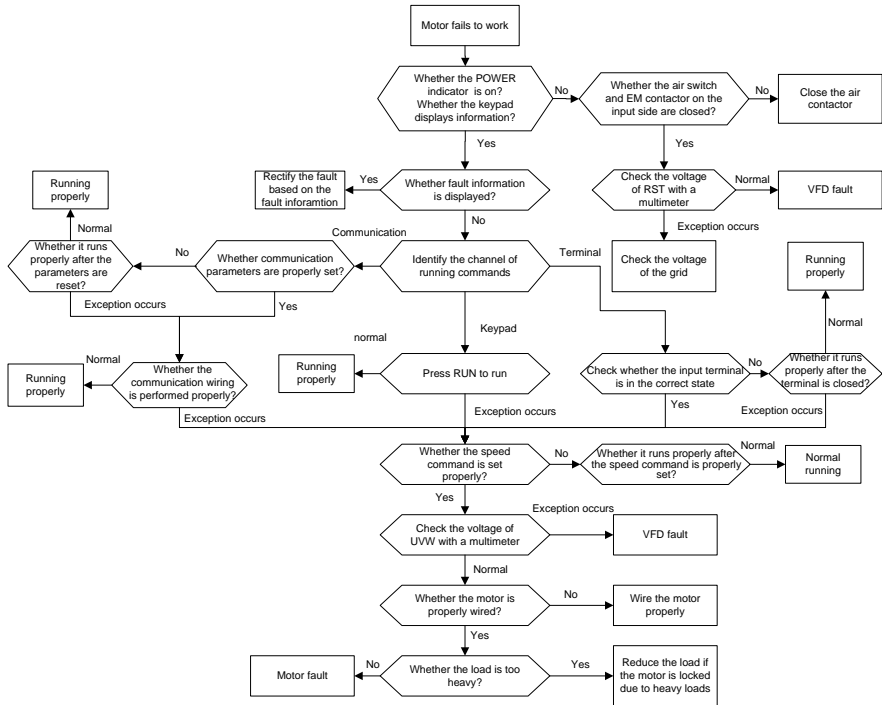 Motor fails to work
Whether the POWER
indicator is on?
Whether the keypad
displays information?
No
Whether the air switch
and EM contactor on the
input side are closed?
No
Close the air
contactor
Yes
Yes
Rectify the fault
based on the
fault inforamtion
Yes
Whether fault information
is displayed?
Check the voltage
of RST with a
multimeter
Normal
VFD fault
Running
properly
Normal
No
Exception occurs
Communication
Whether it runs
properly after the
parameters are
reset?
No
Whether communication
parameters are properly set?
Identify the channel of
running commands
Terminal
Check the voltage
of the grid
Running
properly
Exception occurs
Yes
Keypad
Normal
normal
Running
properly
Normal
Whether the
communication wiring
is performed properly?
Running
properly
Press RUN to run
Check whether the input terminal
is in the correct state
No
Whether it runs
properly after the
terminal is closed?
Exception occurs
Exception occurs
Yes
Exception occurs
Whether the speed
command is set
properly?
No
Whether it runs properly after
the speed command is properly
set?
Normal
Normal
running
Yes
Exception occurs
Check the voltage of
UVW with a multimeter
VFD fault
Normal
Whether the motor is
properly wired?
No
Wire the motor
properly
Yes
Motor fault
No
Whether the load is too
heavy?
Yes
Reduce the load if
the motor is locked
due to heavy loads